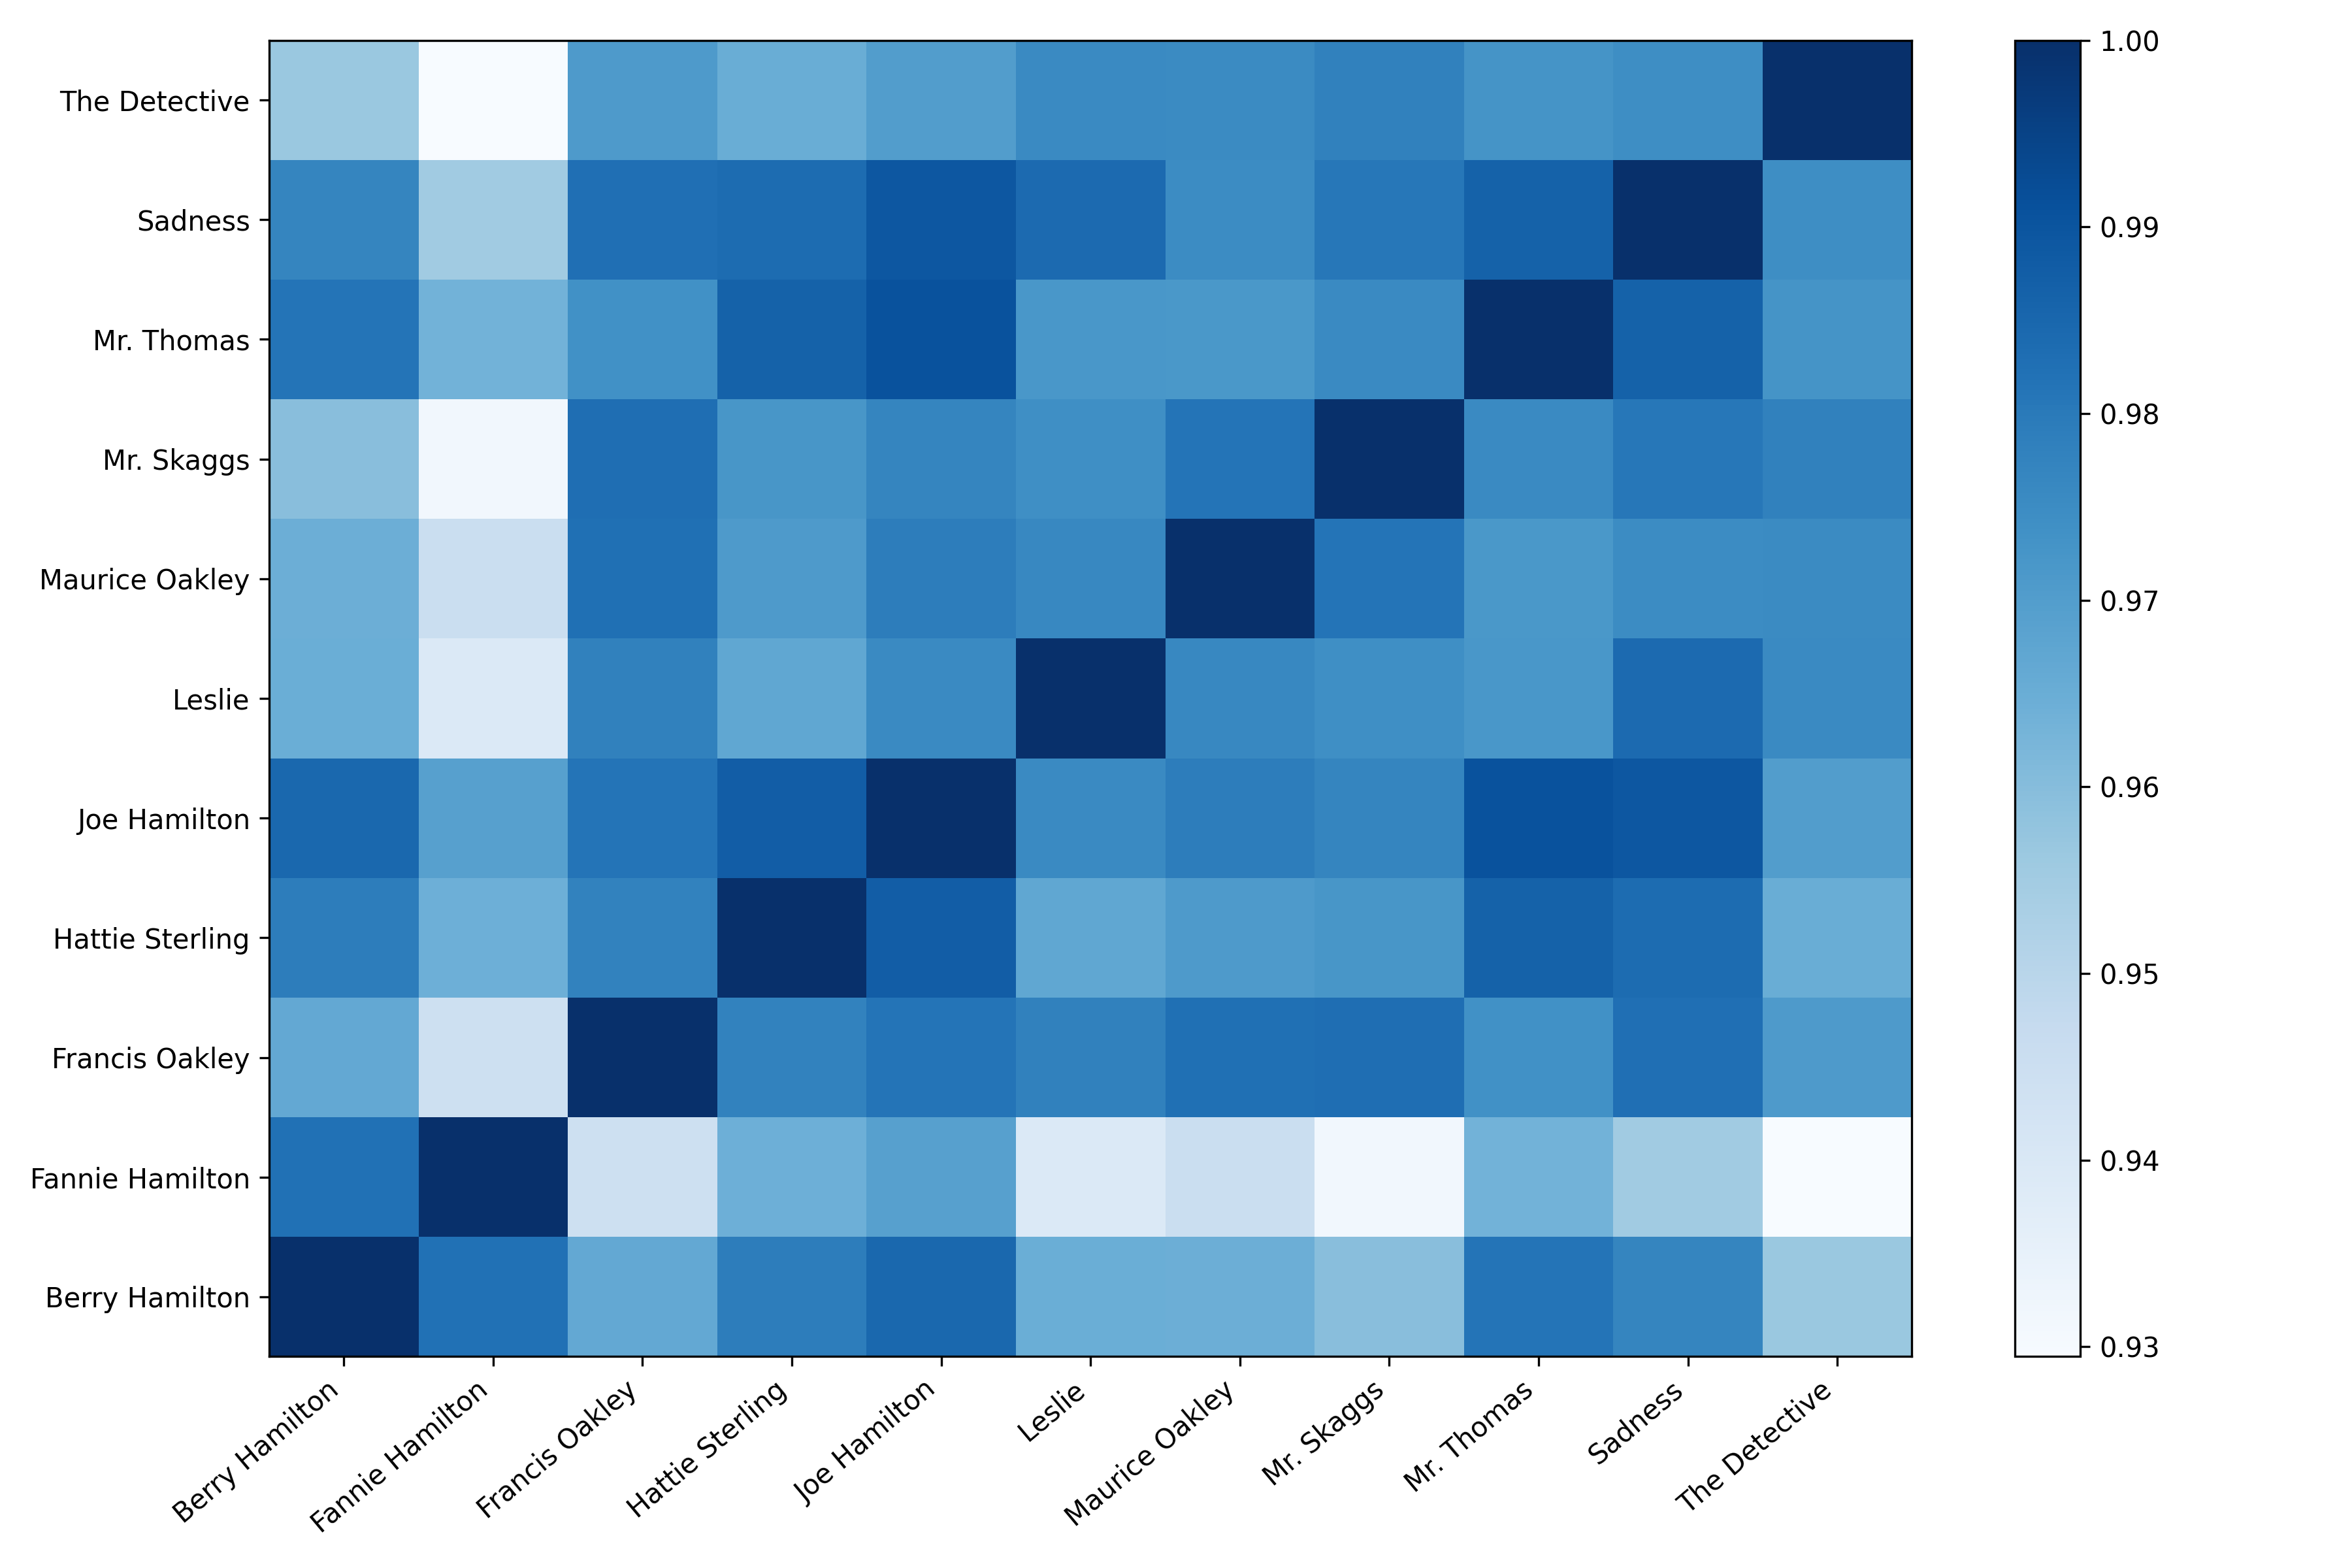 The Detective
Sadness
Mr. Thomas
Mr. Skaggs
Maurice Oakley
Leslie
Joe Hamilton
Hattie Sterling
Francis Oakley
Fannie Hamilton
Berry Hamilton
Berry Hamilton
Fannie Hamilton
Francis Oakley
Hattie Sterling
Joe Hamilton
Leslie
Maurice Oakley
Mr. Skaggs
Mr. Thomas
Sadness
The Detective
1.00
0.99
0.98
0.97
0.96
0.95
0.94
0.93